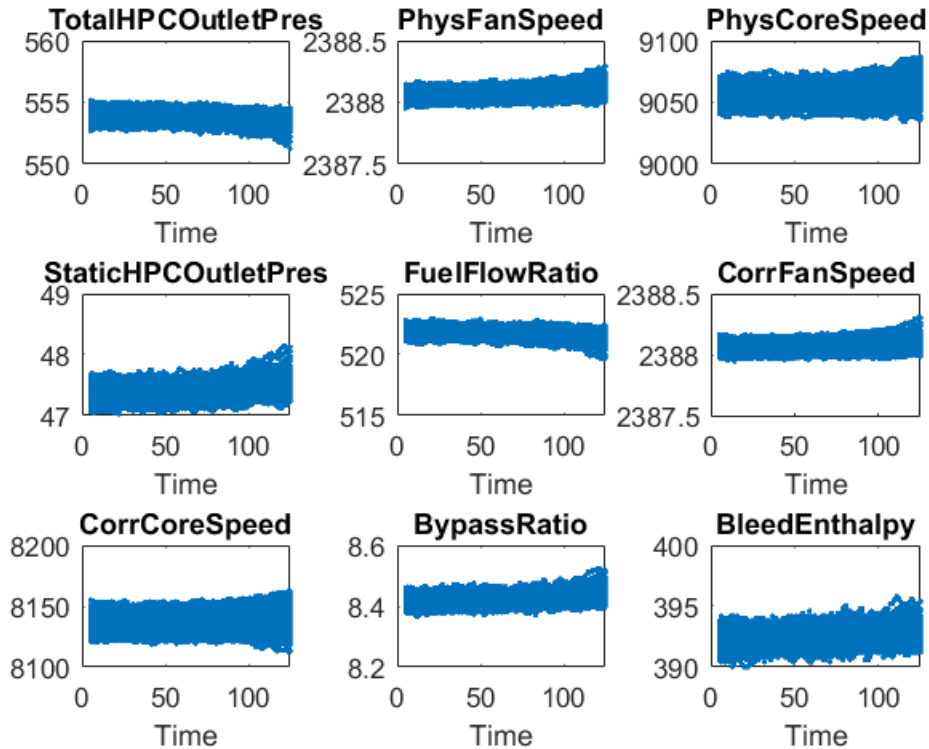 TotalHPCOutletPres
560
555
550
0 50 100
Time
PhysFanSpeed
2388.5
2388
2387.5
0 50 100
Time
PhysCoreSpeed
9100
9050
9000
0 50 100
Time
StaticHPCOutletPres
49
48
47
0 50 100
Time
FuelFlowRatio
525
520
515
0 50 100
Time
CorrFanSpeed
2388.5
2388
2387.5
0 50 100
Time
CorrCoreSpeed
8200
8150
8100
0 50 100
Time
BypassRatio
8.6
8.4
8.2
0 50 100
Time
BleedEnthalpy
400
395
390
0 50 100
Time